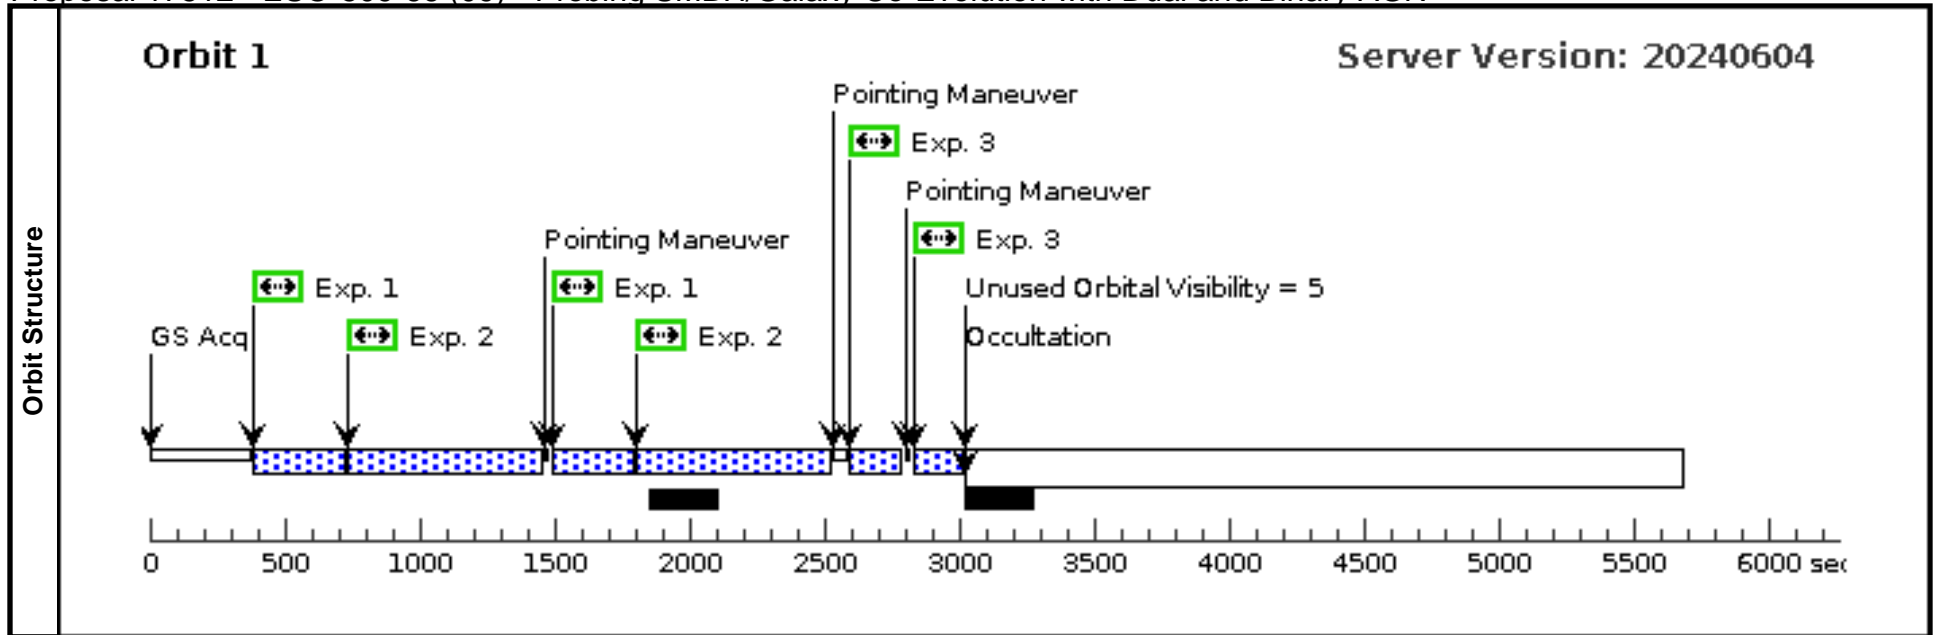 Orbit 1
Server Version: 20240604
Pointing Maneuver
Exp. 3
Pointing Maneuver
Exp. 3
Pointing Maneuver
Exp. 1
Exp. 1
Unused Orbital Visibility = 5
GS Acq
Exp. 2
Exp. 2
Occultation
Orbit Structure
0 500 1000 1500 2000 2500 3000 3500 4000 4500 5000 5500 6000 sec